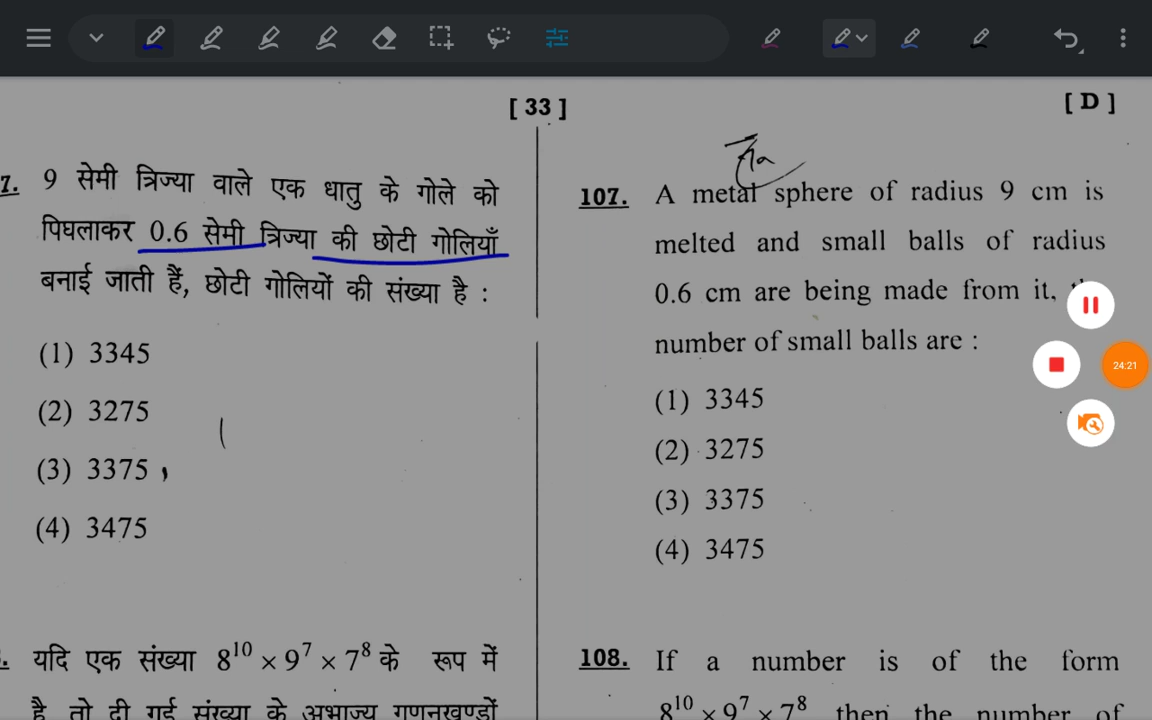 [ 33 ]
[ D ]
7. 9 सेमी त्रिज्या वाले एक धातु के गोले को
पिघलाकर 0.6 सेमी त्रिज्या की छोटी गोलियाँ
बनाई जाती हैं, छोटी गोलियों की संख्या है :
(1) 3345
(2) 3275
(3) 3375
(4) 3475
यदि एक संख्या 8¹⁰ × 9⁷ × 7⁸ के रूप में
है, तो दी गई संख्या के अभाज्य गुणनखण्डों
107. A metal sphere of radius 9 cm is
melted and small balls of radius
0.6 cm are being made from it,
number of small balls are :
(1) 3345
(2) 3275
(3) 3375
(4) 3475
108. If a number is of the form
8¹⁰ × 9⁷ × 7⁸ then the number of
24:21